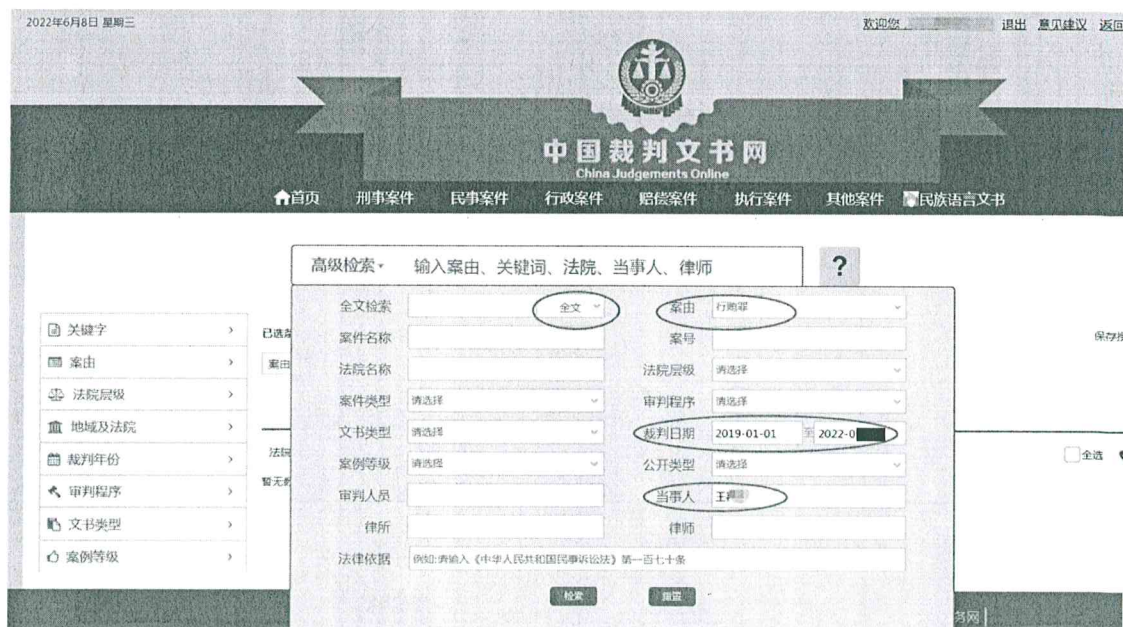 2022年6月8日 星期三
欢迎您, 退出 意见建议 返回
中国裁判文书网
China Judgements Online
首页 刑事案件 民事案件 行政案件 赔偿案件 执行案件 其他案件 民族语言文书
高级检索 输入案由、关键词、法院、当事人、律师 ?
全文检索 全文 案由 行贿罪
关键字 案件名称 案号 保存
案由 案由 法院名称 法院层级 请选择
法院层级 案件类型 请选择 审判程序 请选择
地域及法院 文书类型 请选择 裁判日期 2019-01-01 至 2022-0
裁判年份 法院 案例等级 请选择 公开类型 请选择 全选
审判程序 审判人员 当事人 王
文书类型 律所 律师
案例等级 法律依据 例如:请输入《中华人民共和国民事诉讼法》第一百七十条
检索 重置
务网